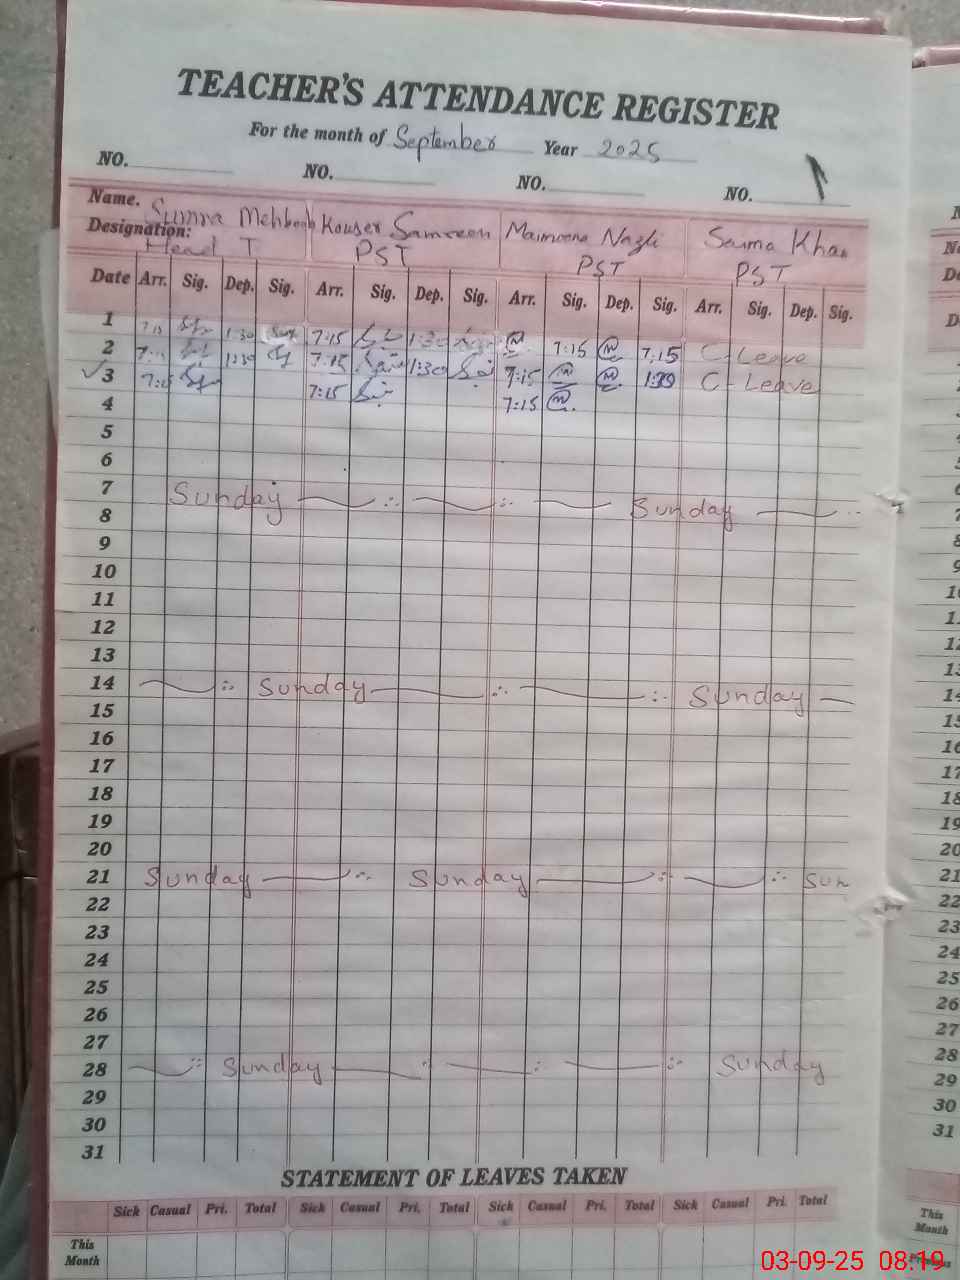 TEACHER'S ATTENDANCE REGISTER
For the month of September Year 2025
NO. NO. NO. NO.
Name. Sumra Mehboob Kouser Samreen Maimoona Nazli Saima Khan
Designation: Head T PST PST PST
Date Arr. Sig. Dep. Sig. Arr. Sig. Dep. Sig. Arr. Sig. Dep. Sig. Arr. Sig. Dep. Sig.
1 7:15 1:30 7:15 1:30 7:15 7:15 C-Leave
2 7:15 1:30 7:15 1:30 7:15 1:30 C-Leave
3 7:15 7:15 7:15
4
5
6
7 Sunday Sunday
8
9
10
11
12
13
14 Sunday Sunday
15
16
17
18
19
20
21 Sunday Sunday Sun
22
23
24
25
26
27
28 Sunday Sunday
29
30
31
STATEMENT OF LEAVES TAKEN
Sick Casual Pri. Total Sick Casual Pri. Total Sick Casual Pri. Total Sick Casual Pri. Total
This Month
03-09-25 08:19